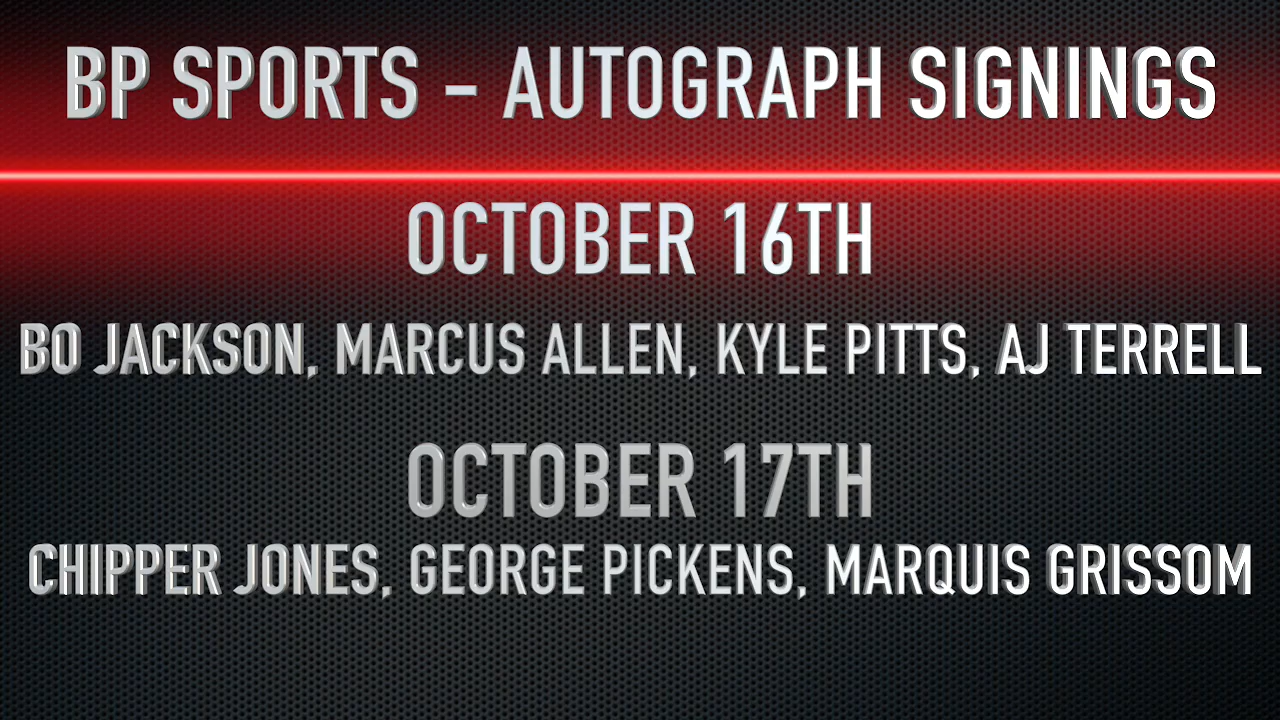 BP SPORTS - AUTOGRAPH SIGNINGS
OCTOBER 16TH
BO JACKSON, MARCUS ALLEN, KYLE PITTS, AJ TERRELL
OCTOBER 17TH
CHIPPER JONES, GEORGE PICKENS, MARQUIS GRISSOM